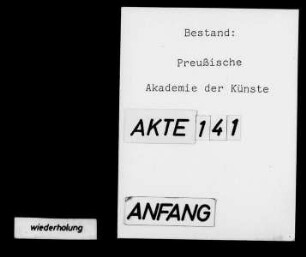 Bestand:
Preußische
Akademie der Künste
AKTE 141
ANFANG
wiederholung